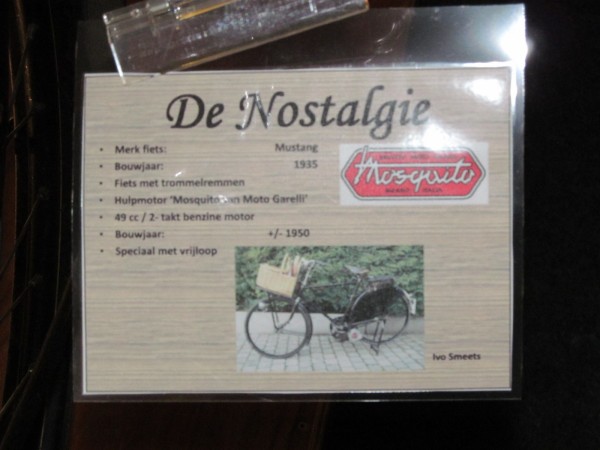 De Nostalgie
• Merk fiets: Mustang
• Bouwjaar: 1935
• Fiets met trommelremmen
• Hulpmotor ‘Mosquito van Moto Garelli’
• 49 cc / 2- takt benzine motor
• Bouwjaar: +/- 1950
• Speciaal met vrijloop
Mosquito
Ivo Smeets